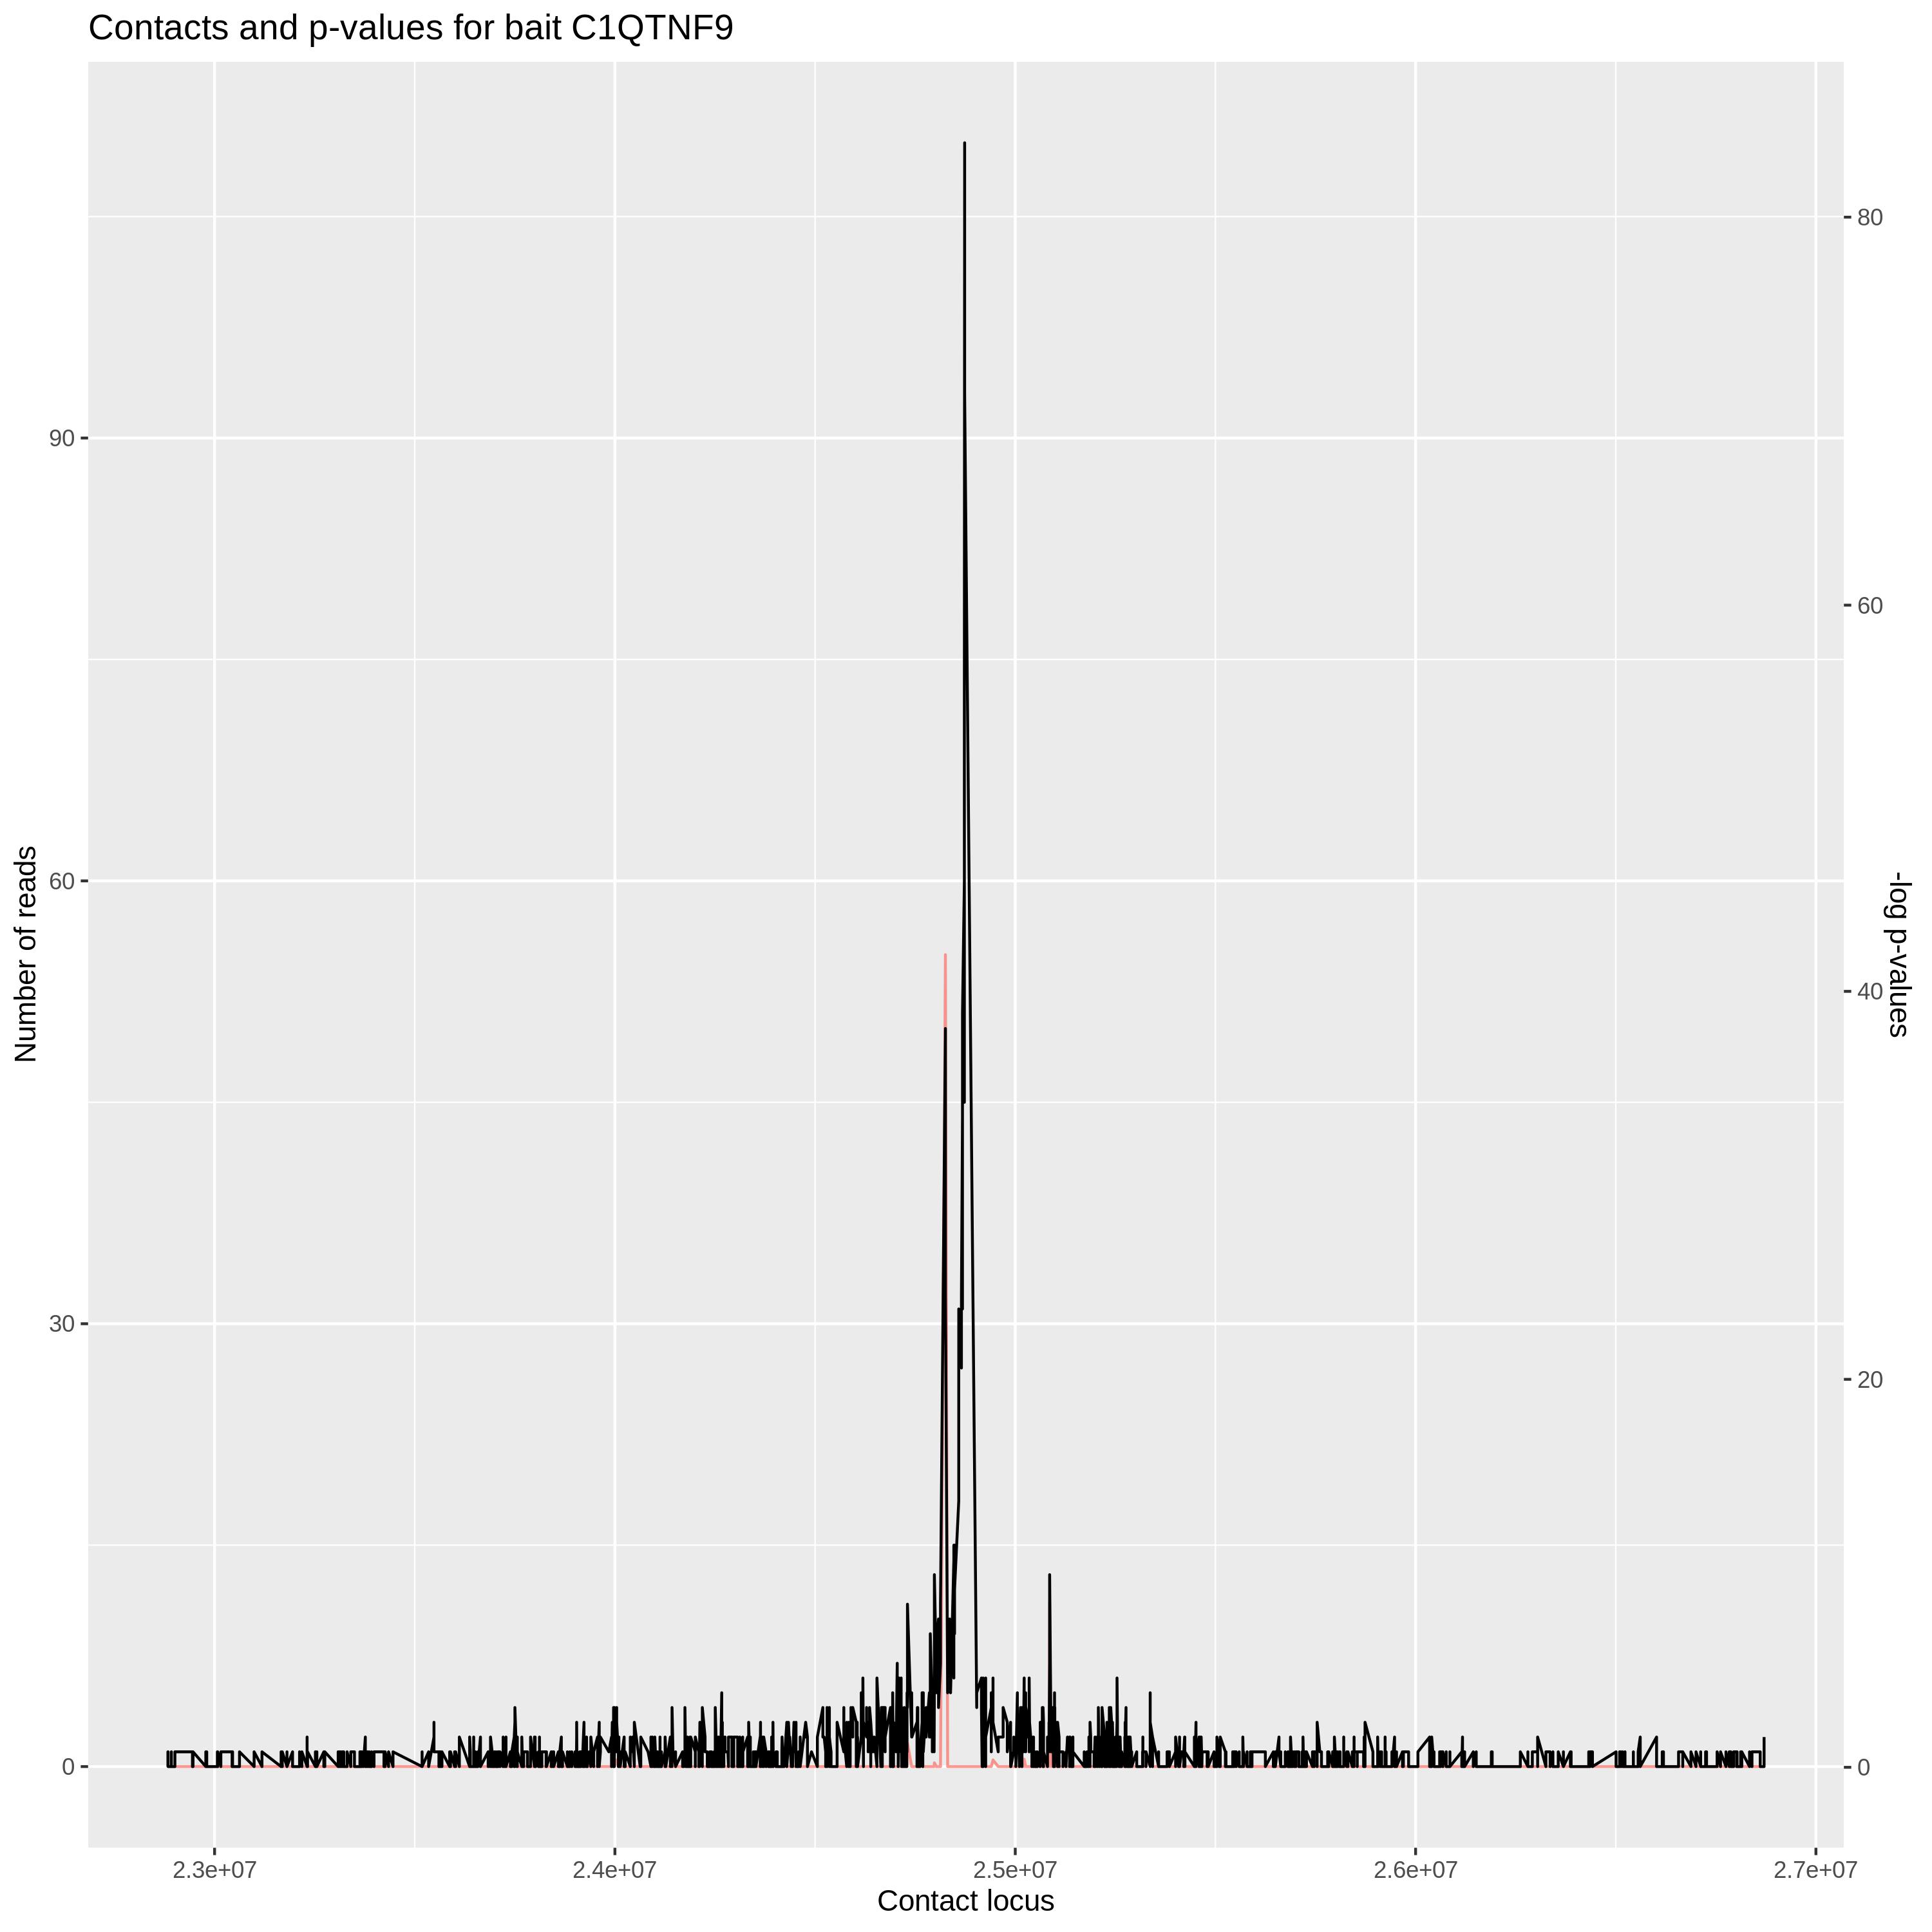 Contacts and p-values for bait C1QTNF9
Number of reads
90
60
30
0
80
60
40
20
0
-log p-values
2.3e+07
2.4e+07
2.5e+07
2.6e+07
2.7e+07
Contact locus